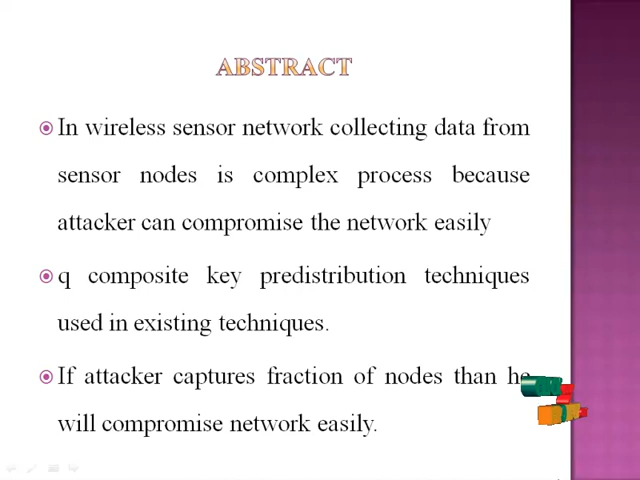 ABSTRACT
In wireless sensor network collecting data from
sensor nodes is complex process because
attacker can compromise the network easily
q composite key predistribution techniques
used in existing techniques.
If attacker captures fraction of nodes than he
will compromise network easily.